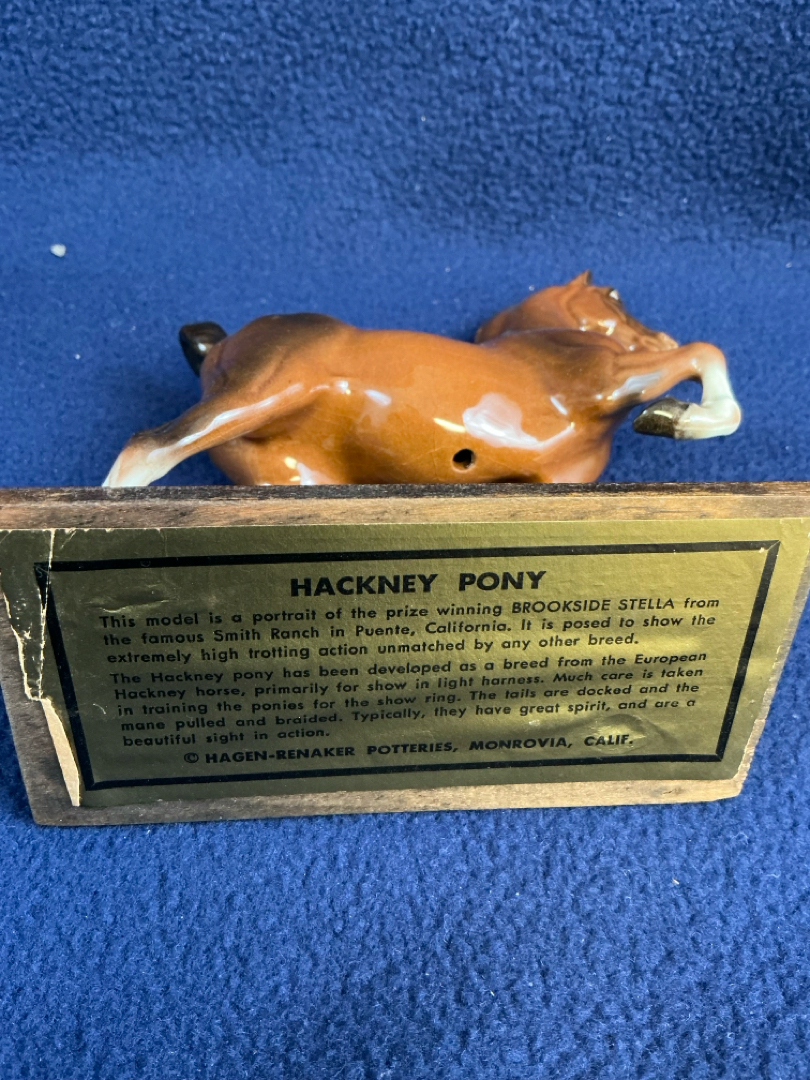 HACKNEY PONY
This model is a portrait of the prize winning BROOKSIDE STELLA from
the famous Smith Ranch in Puente, California. It is posed to show the
extremely high trotting action unmatched by any other breed.
The Hackney pony has been developed as a breed from the European
Hackney horse, primarily for show in light harness. Much care is taken
in training the ponies for the show ring. The tails are docked and the
mane pulled and braided. Typically, they have great spirit, and are a
beautiful sight in action.
© HAGEN-RENAKER POTTERIES, MONROVIA, CALIF.